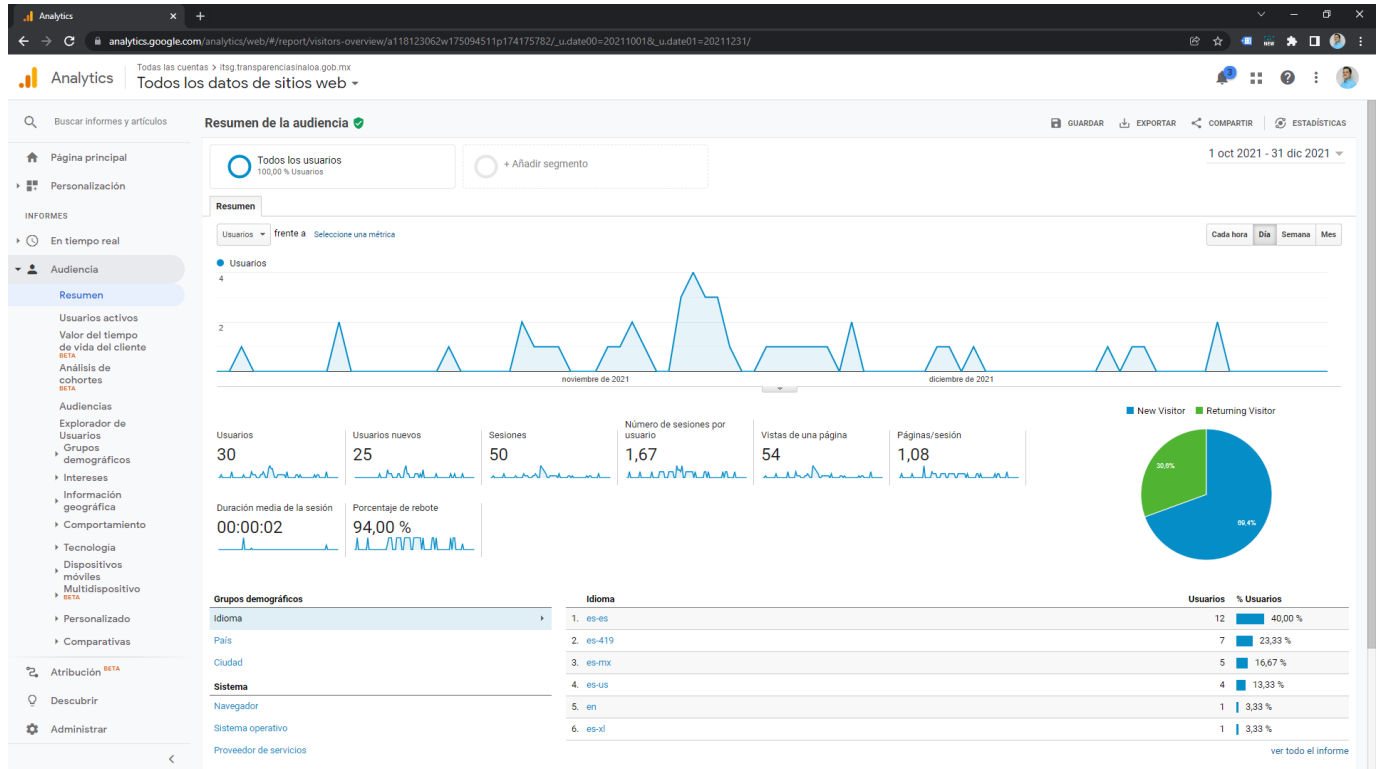 Analytics
analytics.google.com/analytics/web/#/report/visitors-overview/a118123062w175094511p174175782/_u.date00=20211001&_u.date01=20211231/
NEW
Analytics
Todas las cuentas > itsg.transparenciasinaloa.gob.mx
Todos los datos de sitios web
3
Buscar informes y artículos
Página principal
Personalización
INFORMES
En tiempo real
Audiencia
Resumen
Usuarios activos
Valor del tiempo
de vida del cliente
BETA
Análisis de
cohortes
BETA
Audiencias
Explorador de
Usuarios
Grupos
demográficos
Intereses
Información
geográfica
Comportamiento
Tecnología
Dispositivos
móviles
Multidispositivo
BETA
Personalizado
Comparativas
Atribución BETA
Descubrir
Administrar
Resumen de la audiencia
GUARDAR EXPORTAR COMPARTIR ESTADÍSTICAS
Todos los usuarios
100,00 % Usuarios
+ Añadir segmento
1 oct 2021 - 31 dic 2021
Resumen
Usuarios frente a Seleccione una métrica
Cada hora Día Semana Mes
Usuarios
4
2
noviembre de 2021 diciembre de 2021
New Visitor Returning Visitor
30,6%
69,4%
Usuarios
30
Usuarios nuevos
25
Sesiones
50
Número de sesiones por
usuario
1,67
Vistas de una página
54
Páginas/sesión
1,08
Duración media de la sesión
00:00:02
Porcentaje de rebote
94,00 %
Grupos demográficos
Idioma
País
Ciudad
Sistema
Navegador
Sistema operativo
Proveedor de servicios
Idioma Usuarios % Usuarios
1. es-es 12 40,00 %
2. es-419 7 23,33 %
3. es-mx 5 16,67 %
4. es-us 4 13,33 %
5. en 1 3,33 %
6. es-xl 1 3,33 %
ver todo el informe